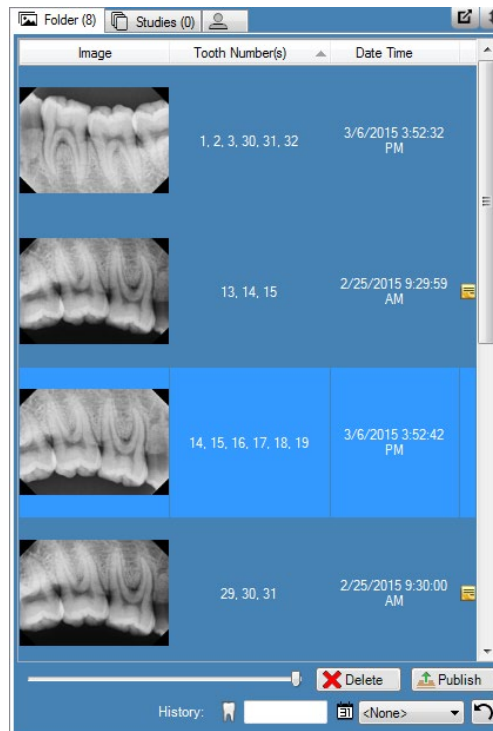 Folder (8) Studies (0)
Image Tooth Number(s) Date Time
1, 2, 3, 30, 31, 32 3/6/2015 3:52:32
PM
13, 14, 15 2/25/2015 9:29:59
AM
14, 15, 16, 17, 18, 19 3/6/2015 3:52:42
PM
29, 30, 31 2/25/2015 9:30:00
AM
Delete Publish
History: 31 <None>